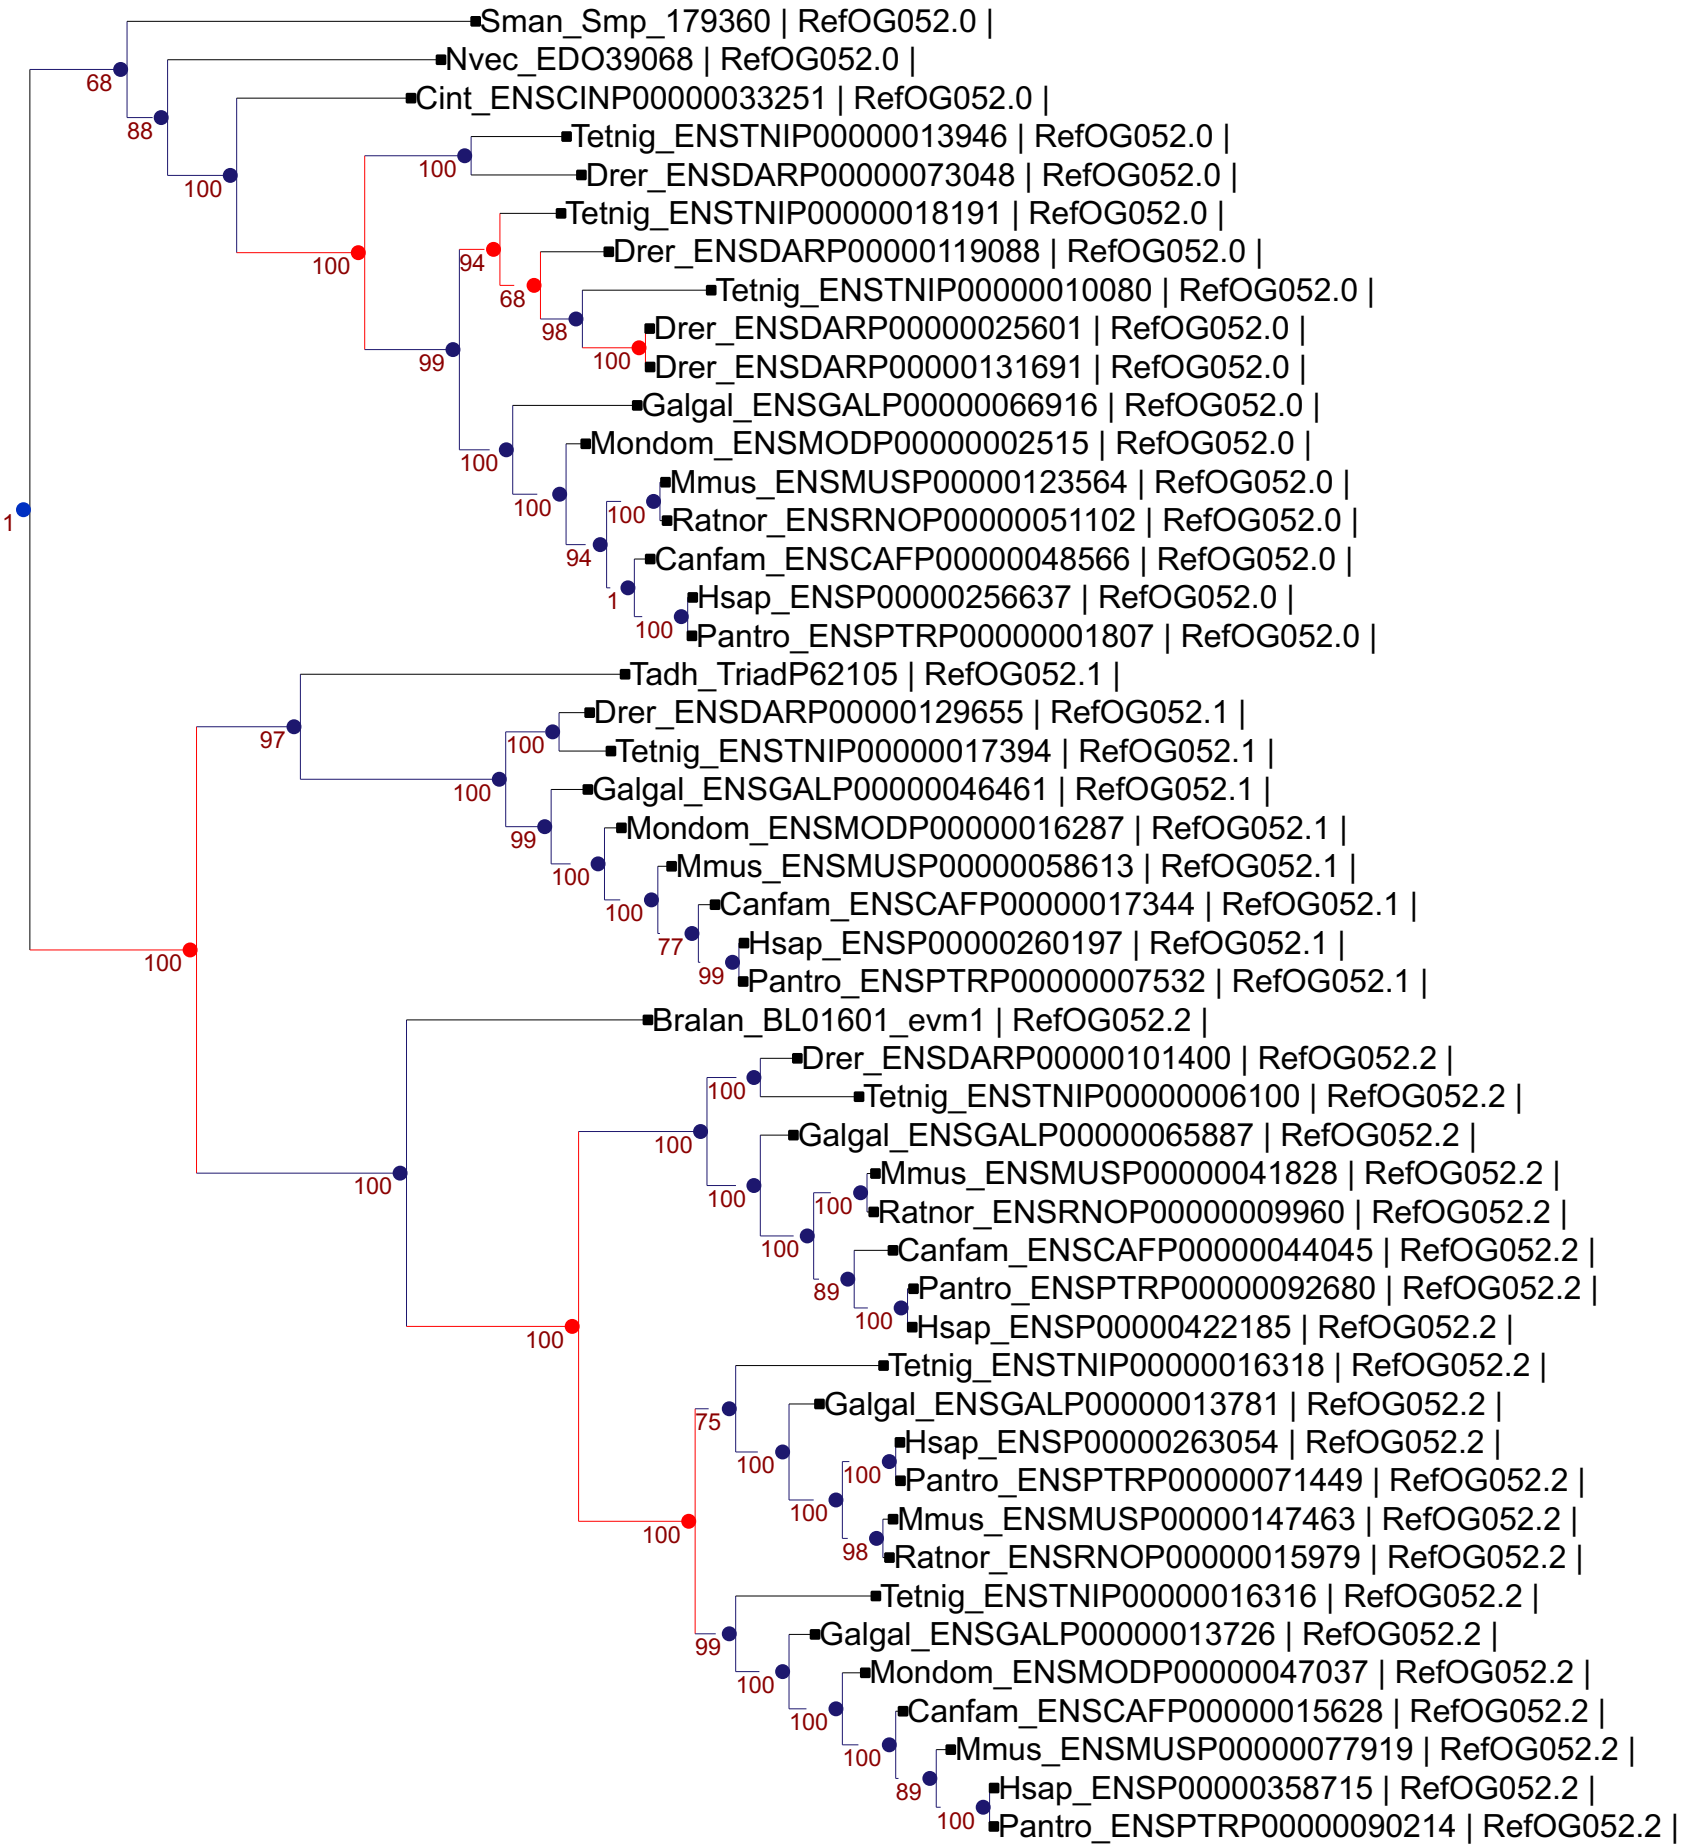 Sman_Smp_179360 | RefOG052.0 |
Nvec_EDO39068 | RefOG052.0 |
68
Cint_ENSCINP00000033251 | RefOG052.0 |
88
Tetnig_ENSTNIP00000013946 | RefOG052.0 |
100
Drer_ENSDARP00000073048 | RefOG052.0 |
100
Tetnig_ENSTNIP00000018191 | RefOG052.0 |
Drer_ENSDARP00000119088 | RefOG052.0 |
100
94
Tetnig_ENSTNIP00000010080 | RefOG052.0 |
68
Drer_ENSDARP00000025601 | RefOG052.0 |
98
100
99
Drer_ENSDARP00000131691 | RefOG052.0 |
Galgal_ENSGALP00000066916 | RefOG052.0 |
Mondom_ENSMODP00000002515 | RefOG052.0 |
100
Mmus_ENSMUSP00000123564 | RefOG052.0 |
100
100
Ratnor_ENSRNOP00000051102 | RefOG052.0 |
1
94
Canfam_ENSCAFP00000048566 | RefOG052.0 |
1
Hsap_ENSP00000256637 | RefOG052.0 |
100
Pantro_ENSPTRP00000001807 | RefOG052.0 |
Tadh_TriadP62105 | RefOG052.1 |
Drer_ENSDARP00000129655 | RefOG052.1 |
97
100
Tetnig_ENSTNIP00000017394 | RefOG052.1 |
100
Galgal_ENSGALP00000046461 | RefOG052.1 |
Mondom_ENSMODP00000016287 | RefOG052.1 |
99
Mmus_ENSMUSP00000058613 | RefOG052.1 |
100
Canfam_ENSCAFP00000017344 | RefOG052.1 |
100
Hsap_ENSP00000260197 | RefOG052.1 |
77
100
99
Pantro_ENSPTRP00000007532 | RefOG052.1 |
Bralan_BL01601_evm1 | RefOG052.2 |
Drer_ENSDARP00000101400 | RefOG052.2 |
100
Tetnig_ENSTNIP00000006100 | RefOG052.2 |
Galgal_ENSGALP00000065887 | RefOG052.2 |
100
Mmus_ENSMUSP00000041828 | RefOG052.2 |
100
100
100
Ratnor_ENSRNOP00000009960 | RefOG052.2 |
Canfam_ENSCAFP00000044045 | RefOG052.2 |
100
Pantro_ENSPTRP00000092680 | RefOG052.2 |
89
100
Hsap_ENSP00000422185 | RefOG052.2 |
100
Tetnig_ENSTNIP00000016318 | RefOG052.2 |
Galgal_ENSGALP00000013781 | RefOG052.2 |
75
Hsap_ENSP00000263054 | RefOG052.2 |
100
100
Pantro_ENSPTRP00000071449 | RefOG052.2 |
100
Mmus_ENSMUSP00000147463 | RefOG052.2 |
100
98
Ratnor_ENSRNOP00000015979 | RefOG052.2 |
Tetnig_ENSTNIP00000016316 | RefOG052.2 |
Galgal_ENSGALP00000013726 | RefOG052.2 |
99
Mondom_ENSMODP00000047037 | RefOG052.2 |
100
Canfam_ENSCAFP00000015628 | RefOG052.2 |
100
Mmus_ENSMUSP00000077919 | RefOG052.2 |
100
Hsap_ENSP00000358715 | RefOG052.2 |
89
100
Pantro_ENSPTRP00000090214 | RefOG052.2 |